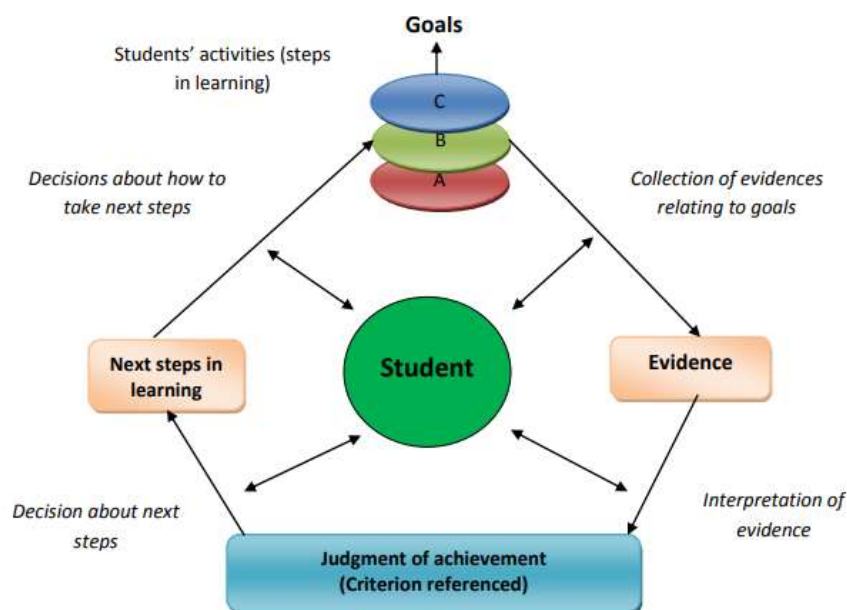 Goals
Students’ activities (steps
in learning)
C
B
A
Decisions about how to
take next steps
Collection of evidences
relating to goals
Next steps in
learning
Student
Evidence
Decision about next
steps
Interpretation of
evidence
Judgment of achievement
(Criterion referenced)